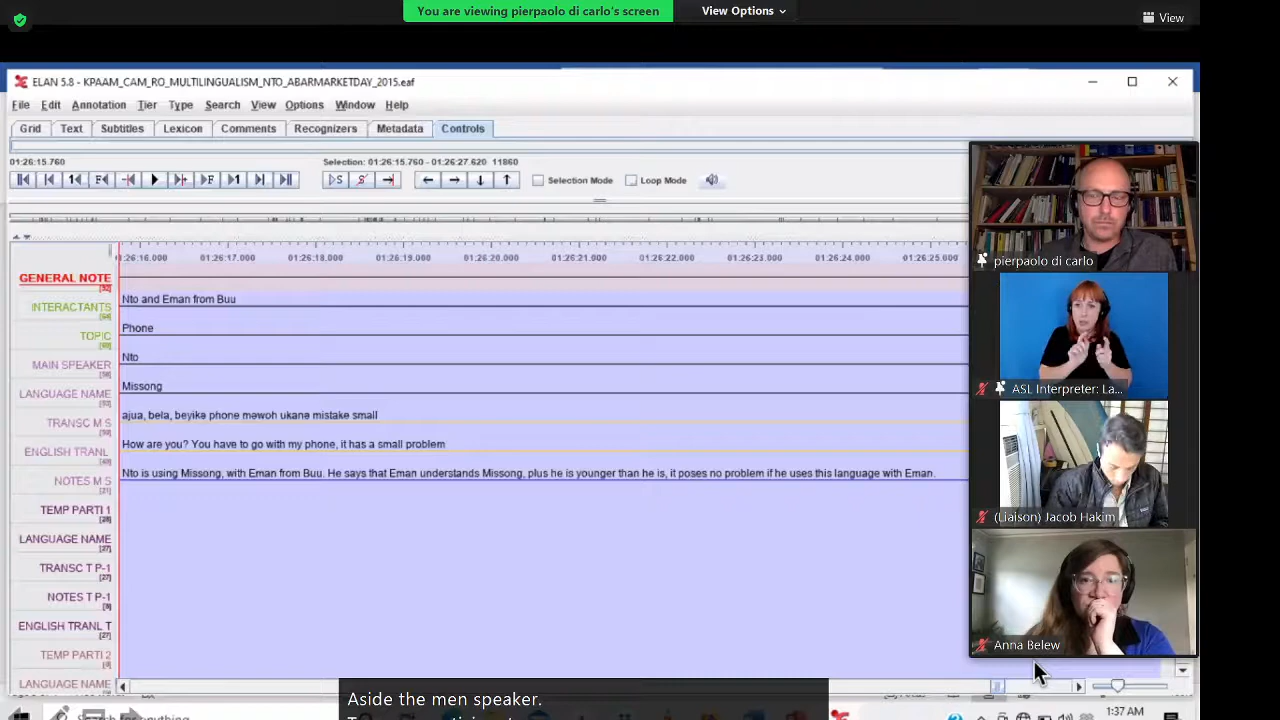 You are viewing pierpaolo di carlo's screen
View Options
View
ELAN 5.8 - KPAAM_CAM_RO_MULTILINGUALISM_NTO_ABARMARKETDAY_2015.eaf
File Edit Annotation Tier Type Search View Options Window Help
Grid Text Subtitles Lexicon Comments Recognizers Metadata Controls
01:26:15.760
Selection: 01:26:15.760 - 01:26:27.620 11860
Selection Mode Loop Mode
01:26:16.000 01:26:17.000 01:26:18.000 01:26:19.000 01:26:20.000 01:26:21.000 01:26:22.000 01:26:23.000 01:26:24.000 01:26:25.000
GENERAL NOTE
INTERACTANTS Nto and Eman from Buu
TOPIC Phone
MAIN SPEAKER Nto
LANGUAGE NAME Missong
TRANSC M S ajua, bela, beyike phone mewoh ukane mistake small
ENGLISH TRANL How are you? You have to go with my phone, it has a small problem
NOTES M S Nto is using Missong, with Eman from Buu. He says that Eman understands Missong, plus he is younger than he is, it poses no problem if he uses this language with Eman.
TEMP PARTI 1
LANGUAGE NAME
TRANSC T P-1
NOTES T P-1
ENGLISH TRANL T
TEMP PARTI 2
LANGUAGE NAME
pierpaolo di carlo
ASL Interpreter: La...
(Liaison) Jacob Hakim
Anna Belew
Aside the men speaker.
1:37 AM